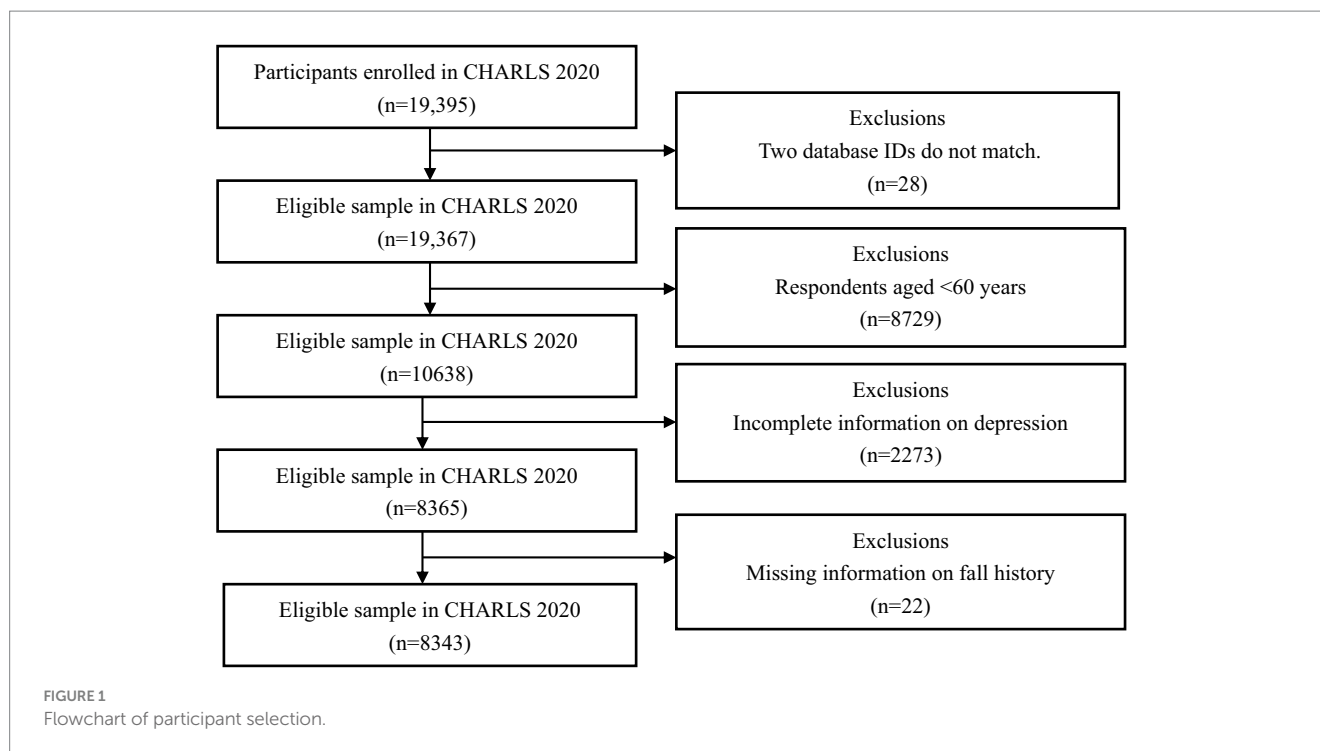 Participants enrolled in CHARLS 2020
(n=19,395)
Exclusions
Two database IDs do not match.
(n=28)
Eligible sample in CHARLS 2020
(n=19,367)
Exclusions
Respondents aged <60 years
(n=8729)
Eligible sample in CHARLS 2020
(n=10638)
Exclusions
Incomplete information on depression
(n=2273)
Eligible sample in CHARLS 2020
(n=8365)
Exclusions
Missing information on fall history
(n=22)
Eligible sample in CHARLS 2020
(n=8343)
FIGURE 1
Flowchart of participant selection.